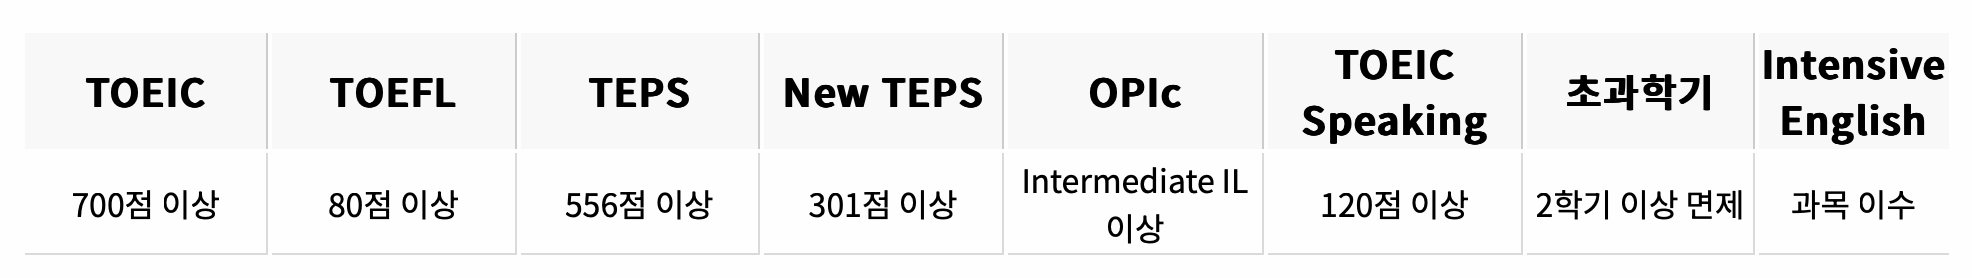 TOEIC
TOEFL
TEPS
New TEPS
OPIc
TOEIC
Speaking
초과학기
Intensive
English
700점 이상
80점 이상
556점 이상
301점 이상
Intermediate IL
이상
120점 이상
2학기 이상 면제
과목 이수